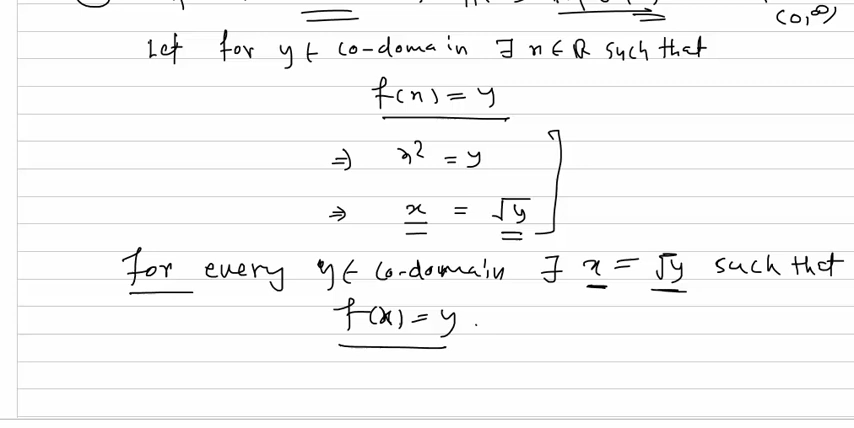 (0,∞)
Let for y ∈ co-domain ∃ x ∈ R such that
f(x) = y
⇒ x² = y
⇒ x = √y
for every y ∈ co-domain ∃ x = √y such that
f(x) = y.